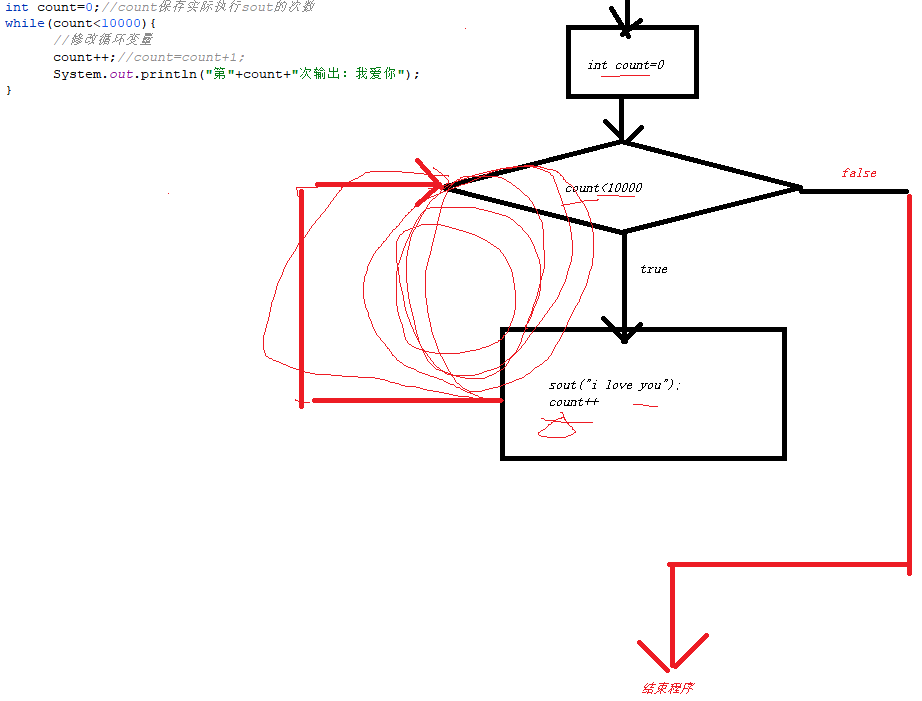 int count=0;//count保存实际执行sout的次数
while(count<10000){
//修改循环变量
count++;//count=count+1;
System.out.println("第"+count+"次输出：我爱你");
}
int count=0
count<10000
false
true
sout("i love you");
count++
结束程序